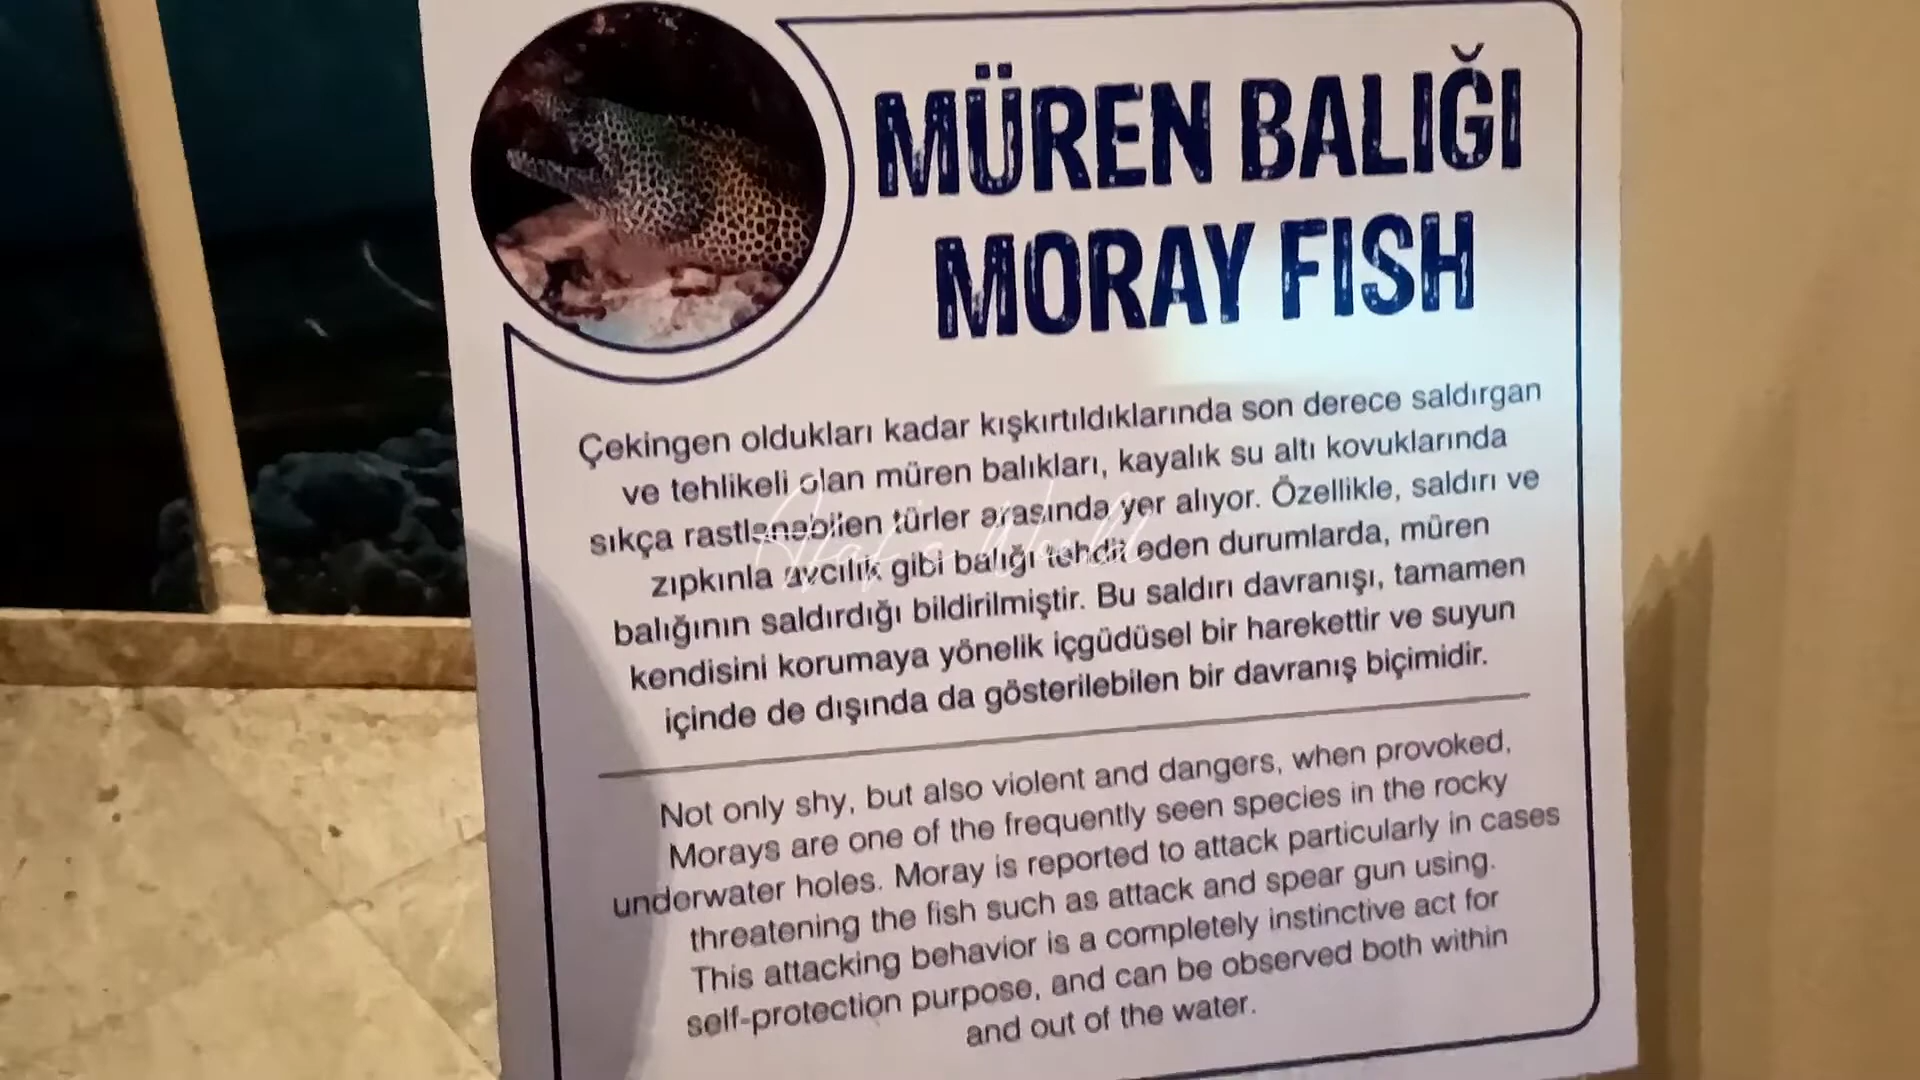 MÜREN BALIĞI
MORAY FISH
Çekingen oldukları kadar kışkırtıldıklarında son derece saldırgan
ve tehlikeli olan müren balıkları, kayalık su altı kovuklarında
sıkça rastlanabilen türler arasında yer alıyor. Özellikle, saldırı ve
zıpkınla avcılık gibi balığı tehdit eden durumlarda, müren
balığının saldırdığı bildirilmiştir. Bu saldırı davranışı, tamamen
kendisini korumaya yönelik içgüdüsel bir harekettir ve suyun
içinde de dışında da gösterilebilen bir davranış biçimidir.
Not only shy, but also violent and dangers, when provoked,
Morays are one of the frequently seen species in the rocky
underwater holes. Moray is reported to attack particularly in cases
threatening the fish such as attack and spear gun using.
This attacking behavior is a completely instinctive act for
self-protection purpose, and can be observed both within
and out of the water.